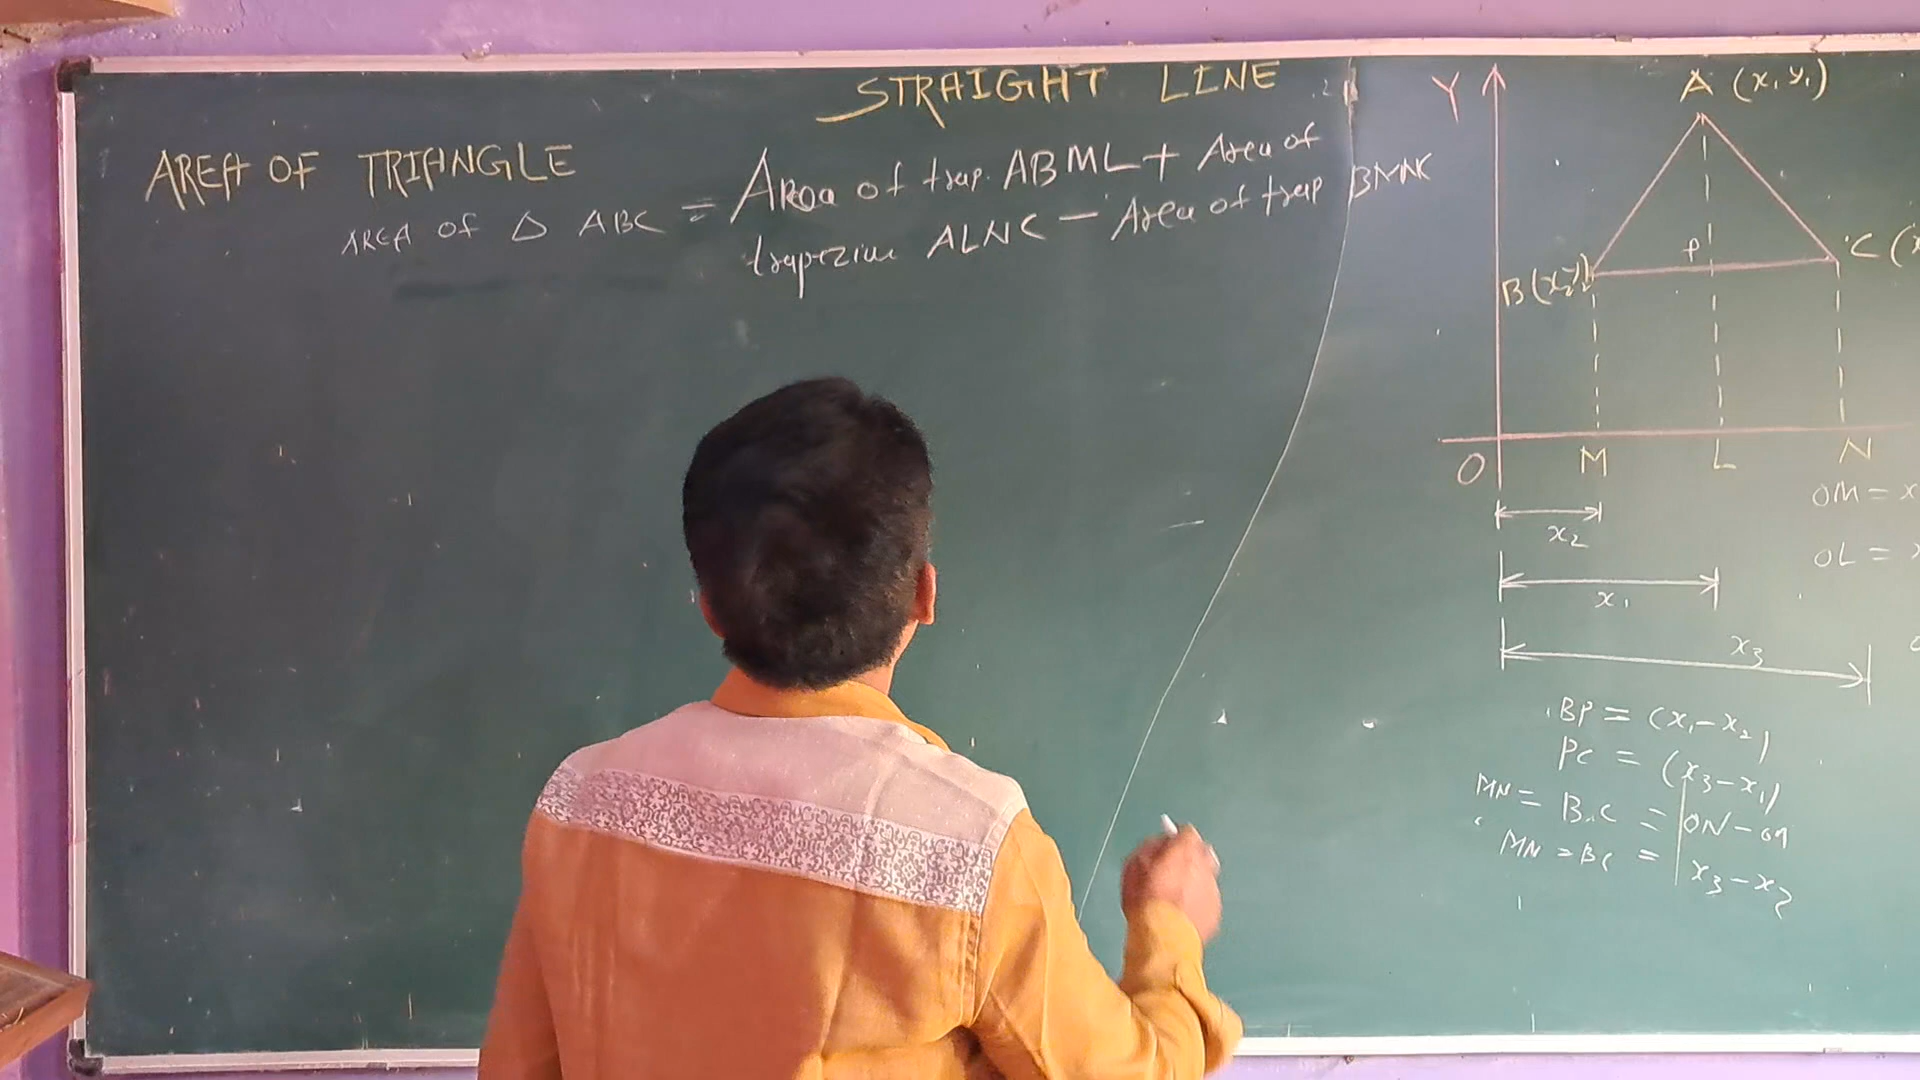 STRAIGHT LINE
AREA OF TRIANGLE
AREA OF △ ABC = Area of trap. ABML + Area of
trapezium ALNC - Area of trap BMNC
Y
A (x, y₁)
B (x₂, y₂)
P
C (x
O
M
L
N
OM = x
x₂
OL = x
x₁
x₃
BP = (x₁ - x₂)
PC = (x₃ - x₁)
MN = BC = ON - OM
MN = BC = x₃ - x₂